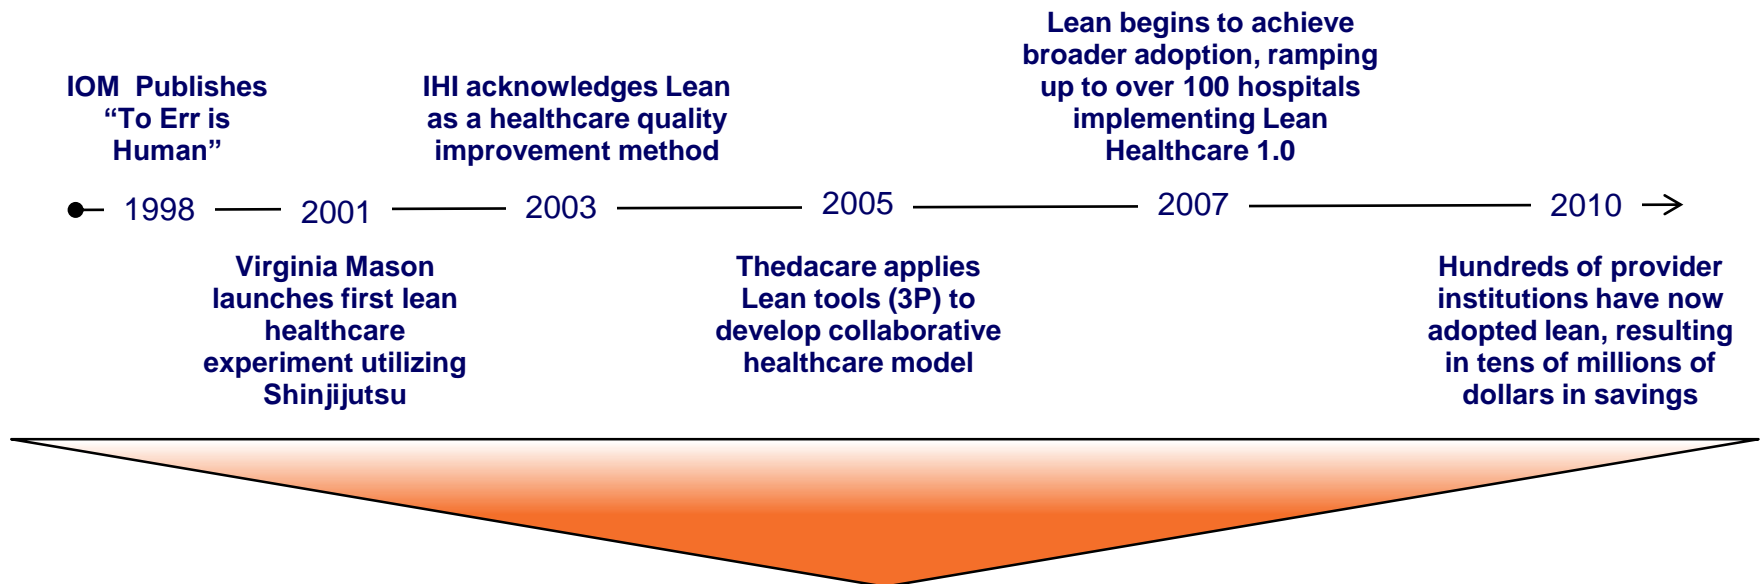 IOM  Publishes
“To Err is
Human”
IHI acknowledges Lean
as a healthcare quality
improvement method
Lean begins to achieve
broader adoption, ramping
up to over 100 hospitals
implementing Lean
Healthcare 1.0
1998
2001
2003
2005
2007
2010
Virginia Mason
launches first lean
healthcare
experiment utilizing
Shinjijutsu
Thedacare applies
Lean tools (3P) to
develop collaborative
healthcare model
Hundreds of provider
institutions have now
adopted lean, resulting
in tens of millions of
dollars in savings